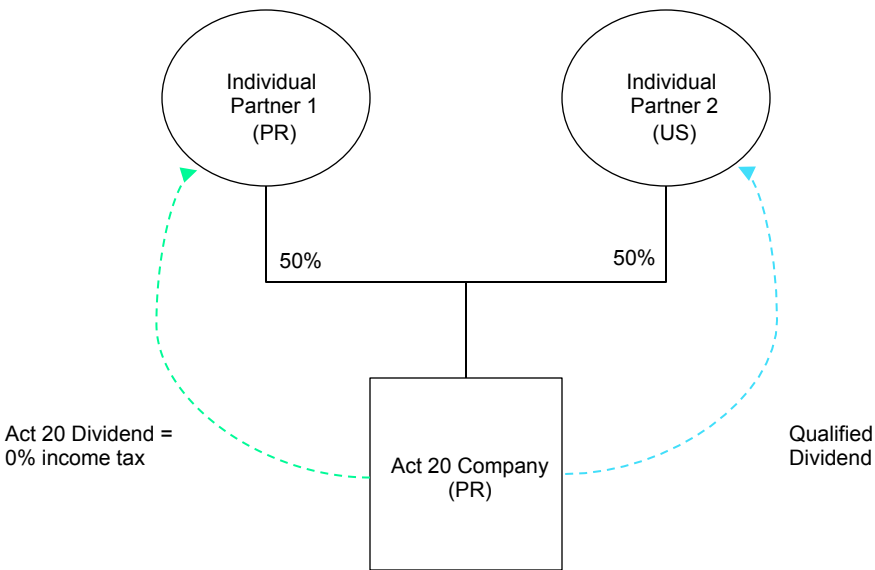 Individual
Partner 1
(PR)
Individual
Partner 2
(US)
50%
50%
Act 20 Dividend =
0% income tax
Act 20 Company
(PR)
Qualified
Dividend